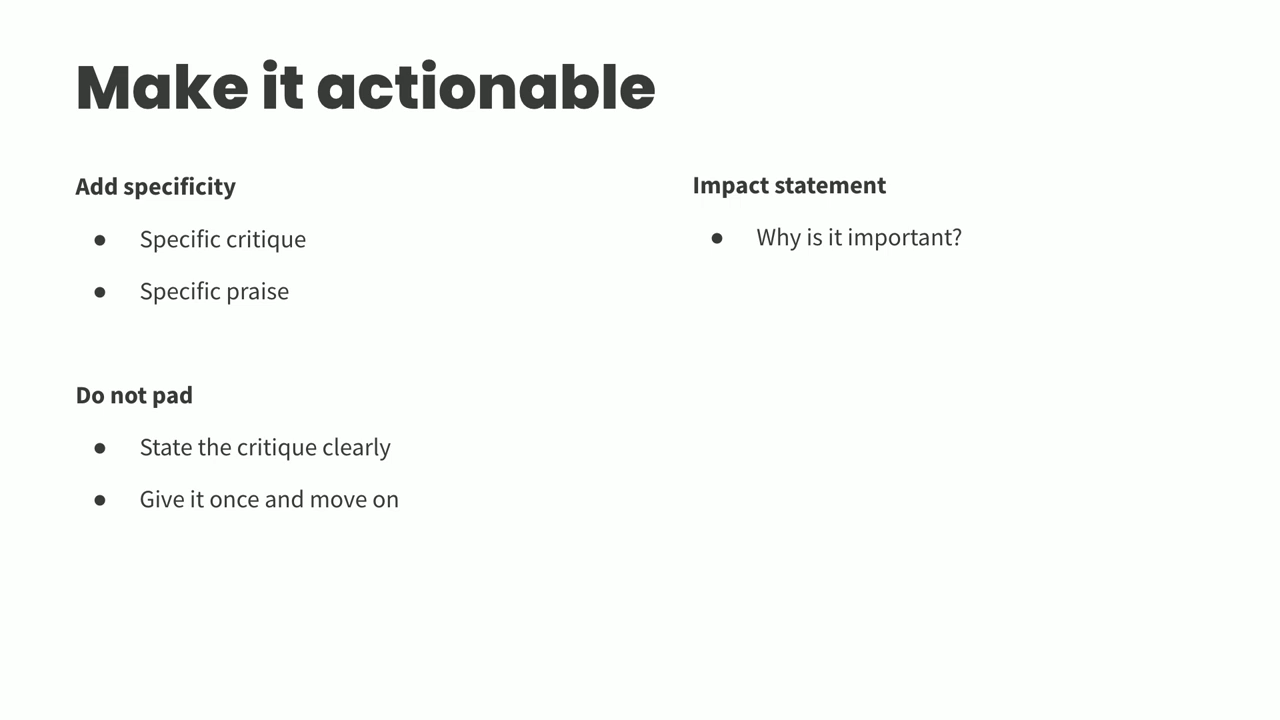 Make it actionable
Add specificity
● Specific critique
● Specific praise
Do not pad
● State the critique clearly
● Give it once and move on
Impact statement
● Why is it important?